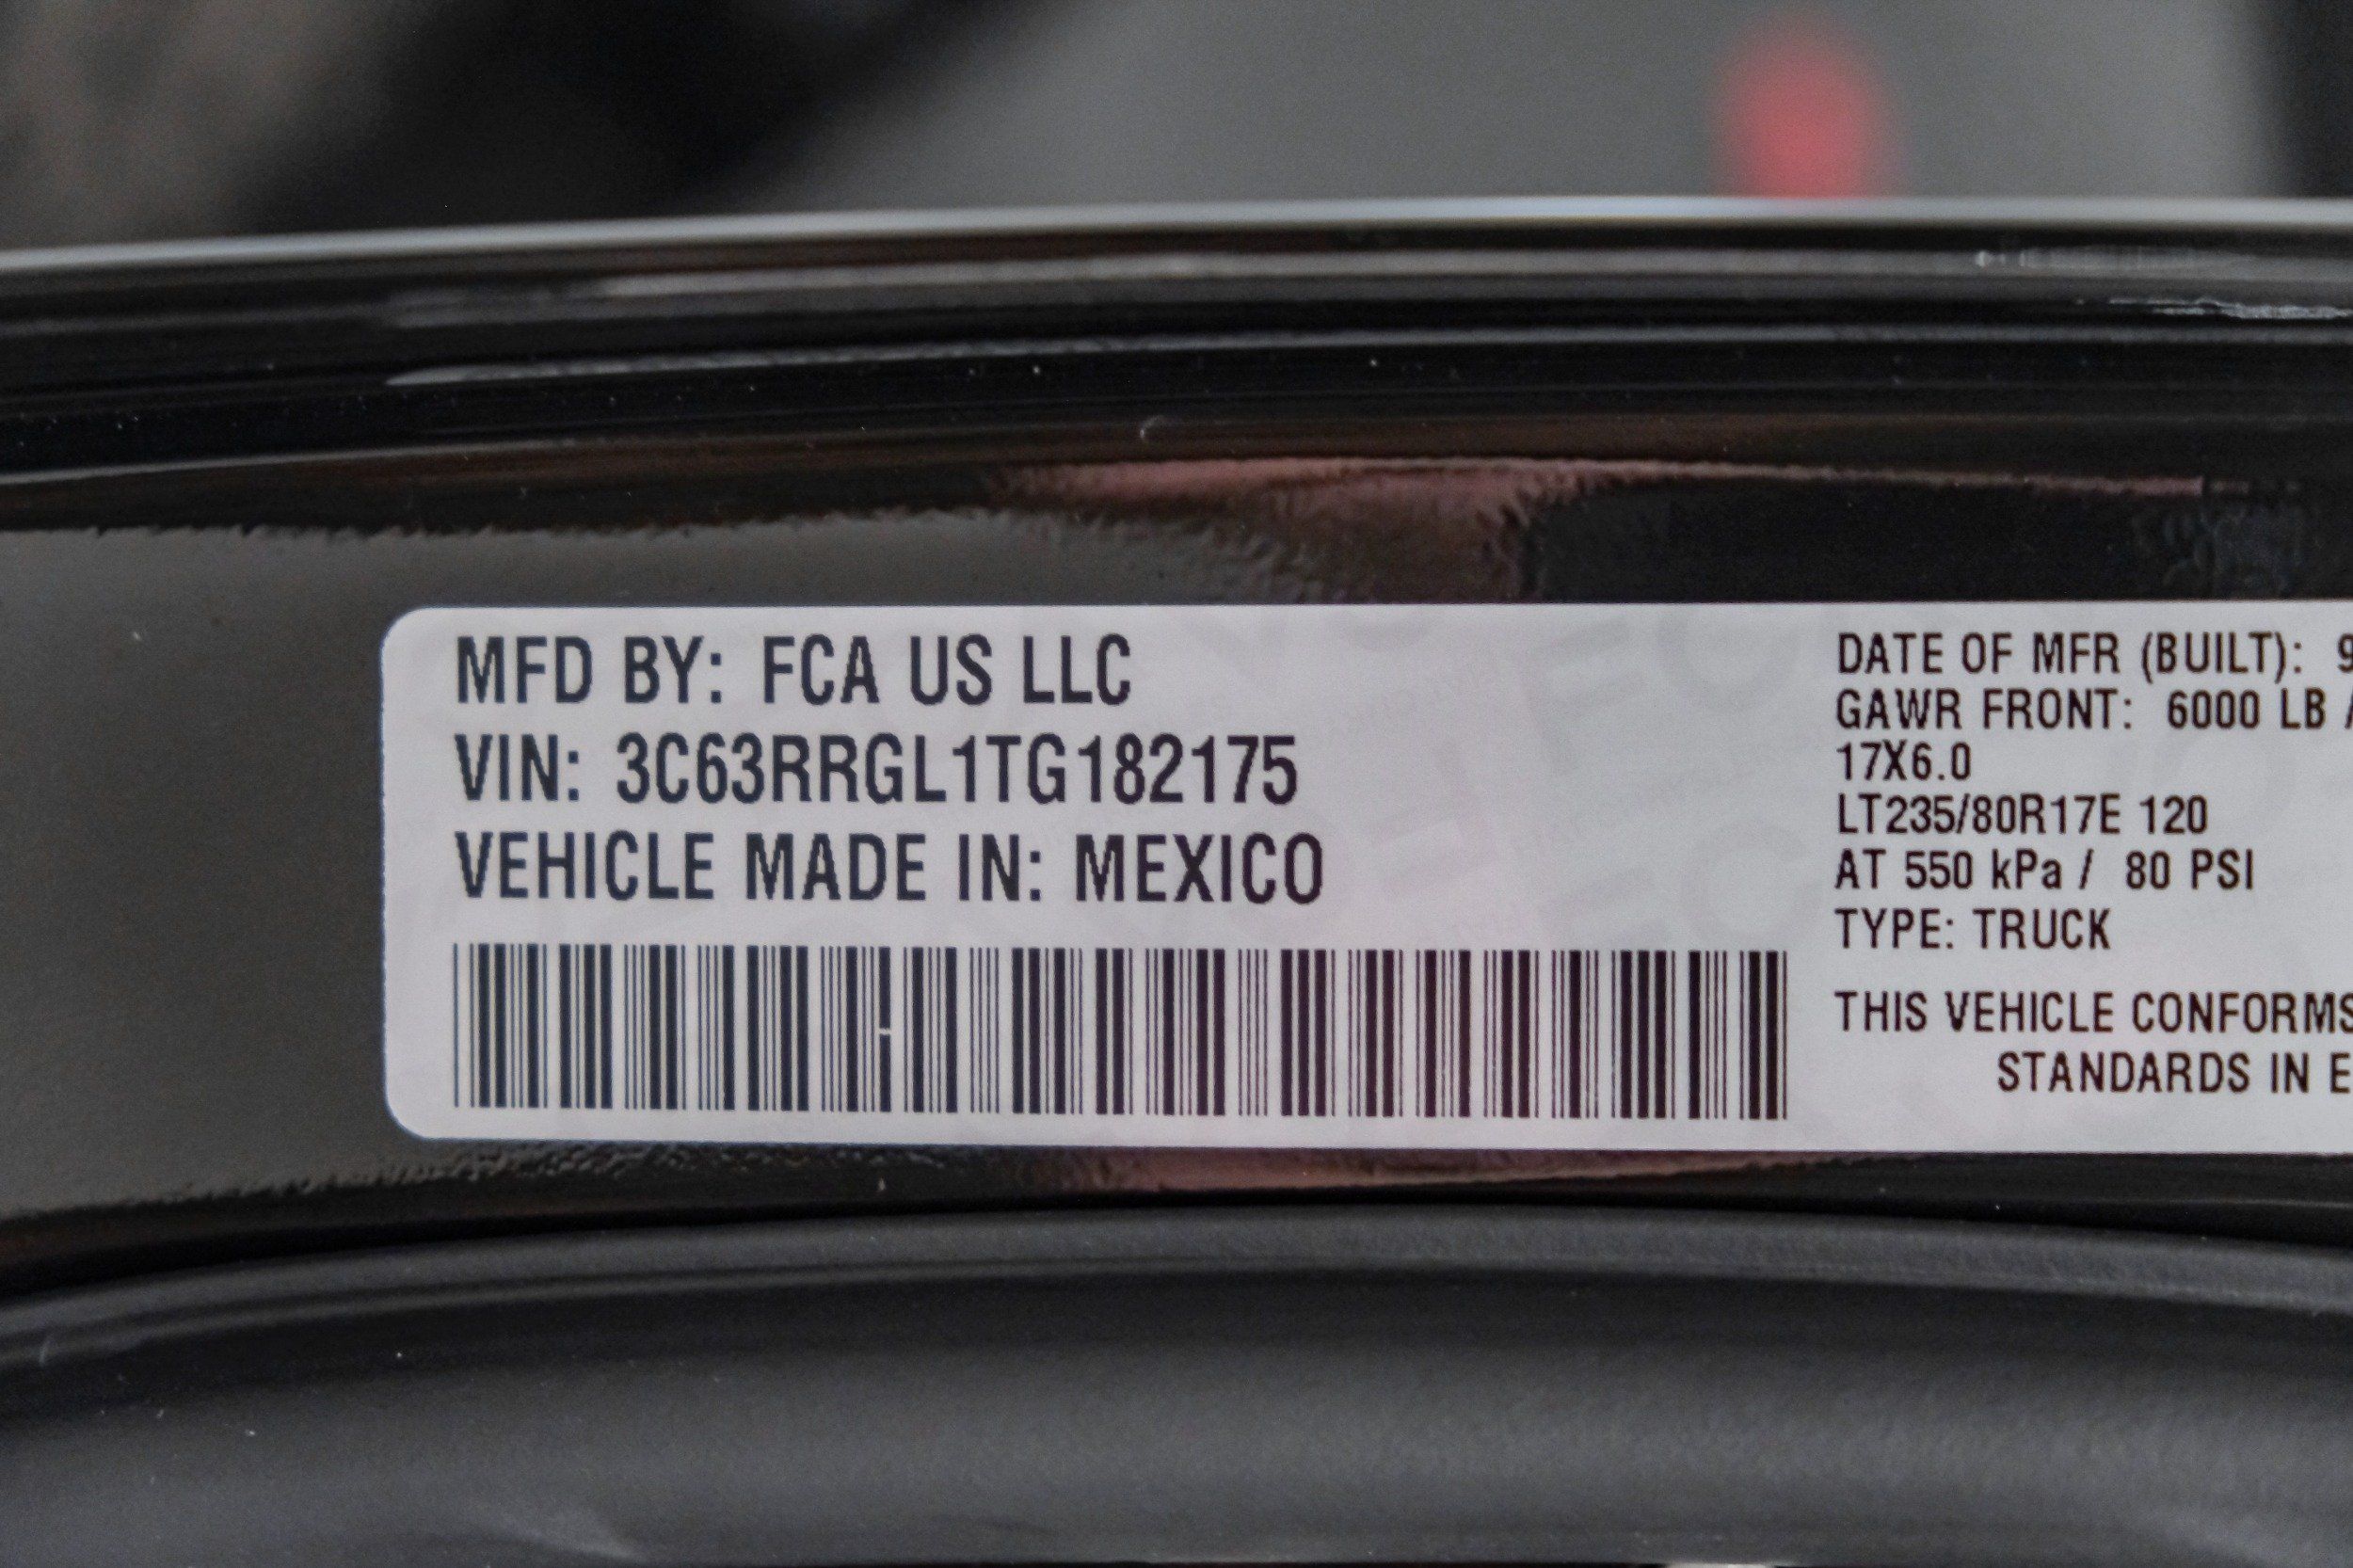 MFD BY: FCA US LLC
VIN: 3C63RRGL1TG182175
VEHICLE MADE IN: MEXICO
DATE OF MFR (BUILT): 9
GAWR FRONT: 6000 LB /
17X6.0
LT235/80R17E 120
AT 550 kPa / 80 PSI
TYPE: TRUCK
THIS VEHICLE CONFORMS
STANDARDS IN E